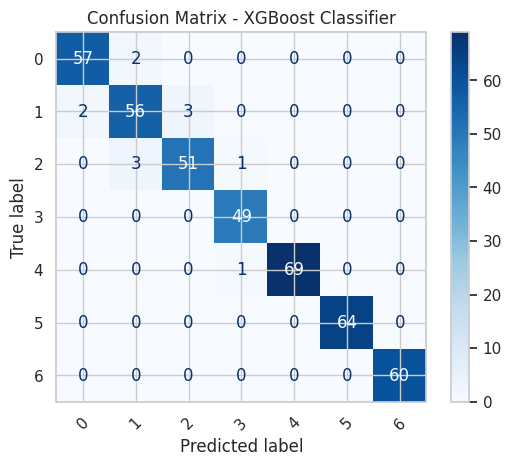 Confusion Matrix - XGBoost Classifier
True label
0 57 2 0 0 0 0 0
1 2 56 3 0 0 0 0
2 0 3 51 1 0 0 0
3 0 0 0 49 0 0 0
4 0 0 0 1 69 0 0
5 0 0 0 0 0 64 0
6 0 0 0 0 0 0 60
0 1 2 3 4 5 6
Predicted label
60
50
40
30
20
10
0